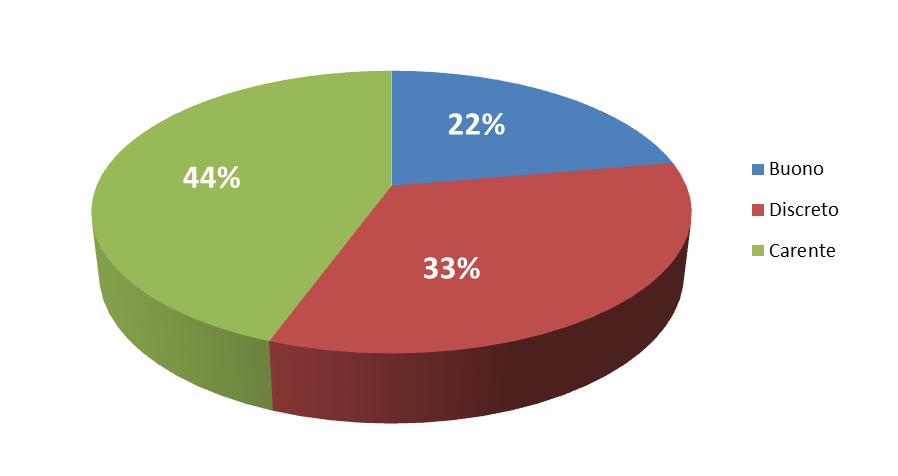 22%
44%
33%
Buono
Discreto
Carente